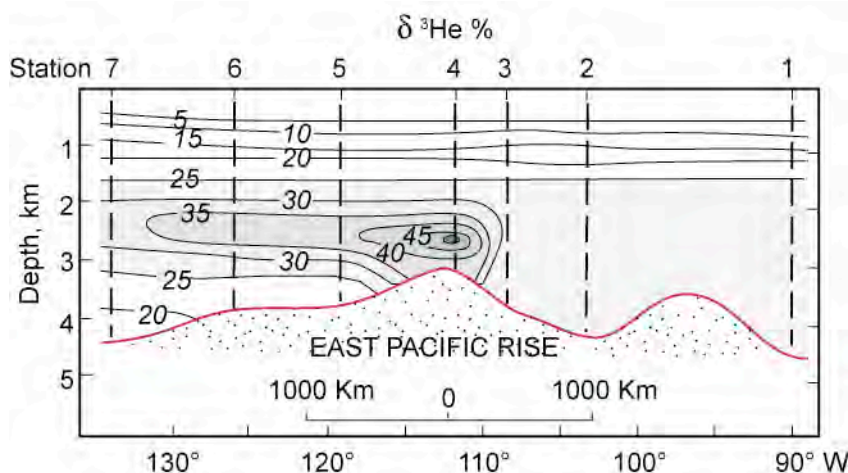 δ ³He %
Station 7 6 5 4 3 2 1
5
15
10
20
25
30
35
45
40
30
25
20
1
2
3
4
5
Depth, km
EAST PACIFIC RISE
1000 Km 0 1000 Km
130° 120° 110° 100° 90° W